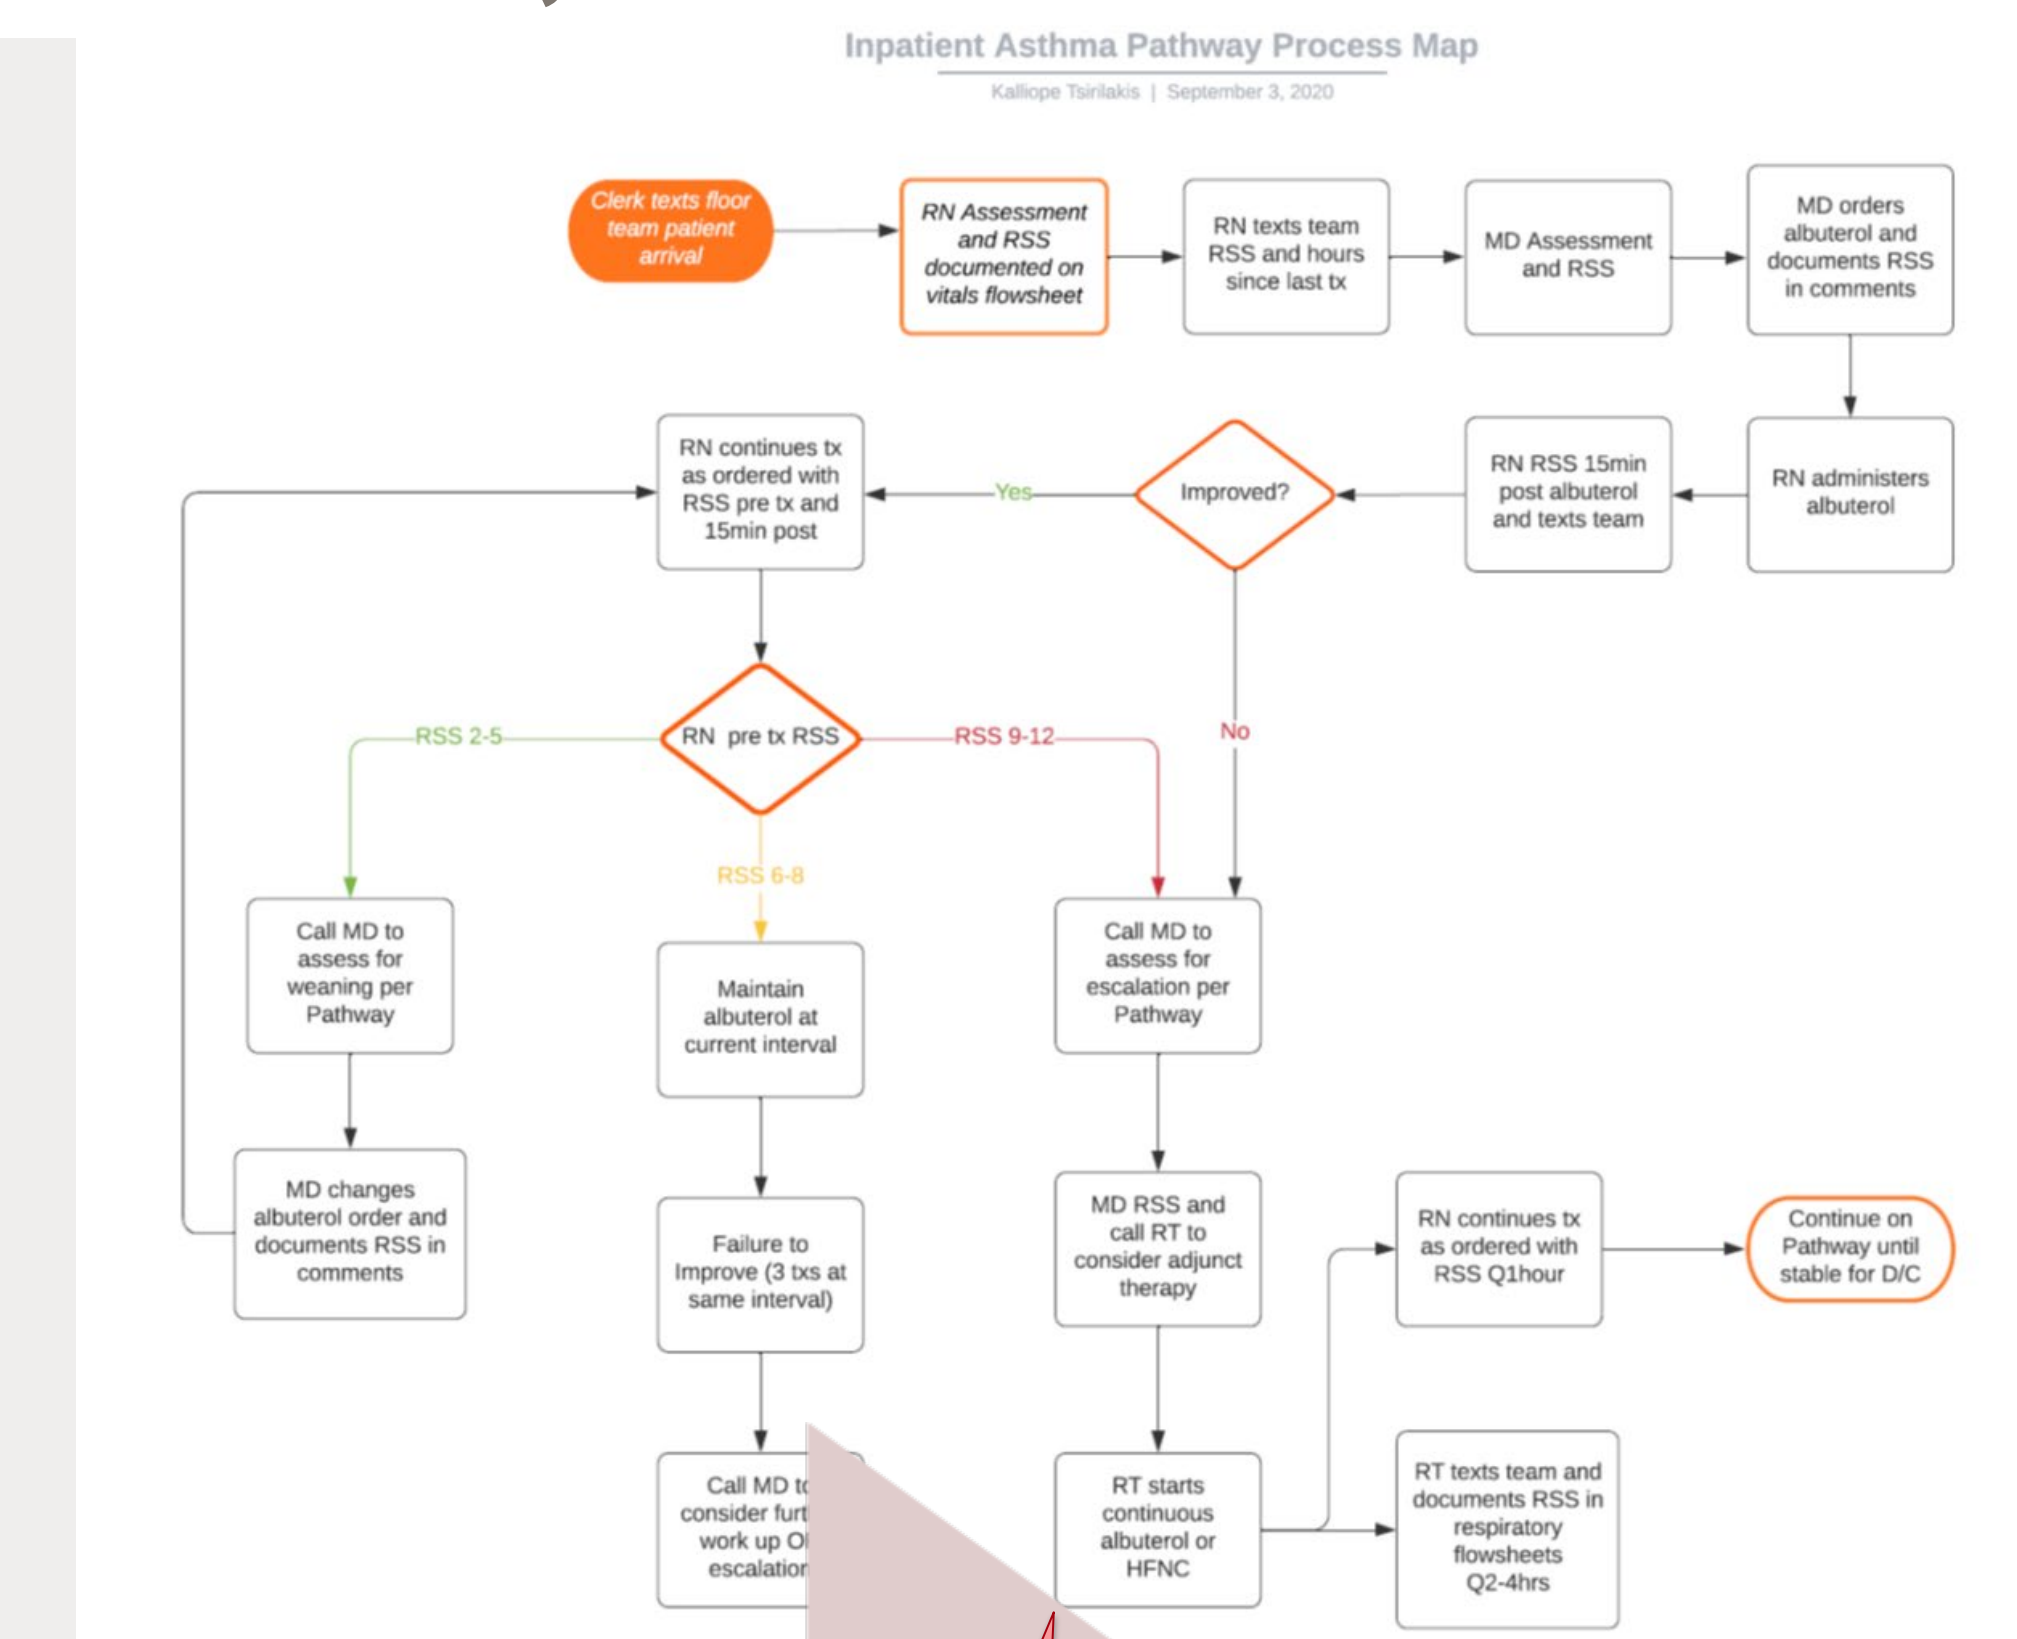 Inpatient Asthma Pathway Process Map
Kalliope Tsirilakis | September 3, 2020
Clerk texts floor
team patient
arrival
RN Assessment
and RSS
documented on
vitals flowsheet
RN texts team
RSS and hours
since last tx
MD Assessment
and RSS
MD orders
albuterol and
documents RSS
in comments
RN continues tx
as ordered with
RSS pre tx and
15min post
Yes
Improved?
RN RSS 15min
post albuterol
and texts team
RN administers
albuterol
RSS 2-5
RN pre tx RSS
RSS 9-12
No
RSS 6-8
Call MD to
assess for
weaning per
Pathway
Maintain
albuterol at
current interval
Call MD to
assess for
escalation per
Pathway
MD changes
albuterol order and
documents RSS in
comments
Failure to
Improve (3 txs at
same interval)
MD RSS and
call RT to
consider adjunct
therapy
RN continues tx
as ordered with
RSS Q1hour
Continue on
Pathway until
stable for D/C
Call MD
consider
work up
RT starts
continuous
albuterol or
HFNC
RT texts team and
documents RSS in
respiratory
flowsheets
Q2-4hrs